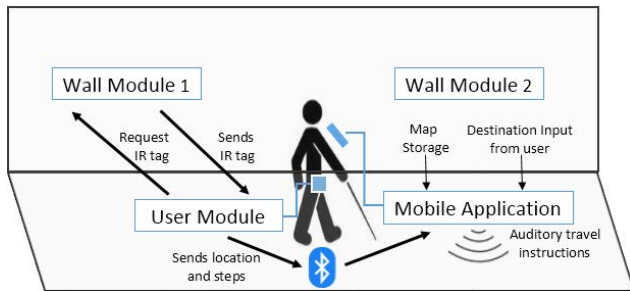 Wall Module 1
Wall Module 2
Request
IR tag
Sends
IR tag
Map
Storage
Destination Input
from user
User Module
Mobile Application
Sends location
and steps
Auditory travel
instructions